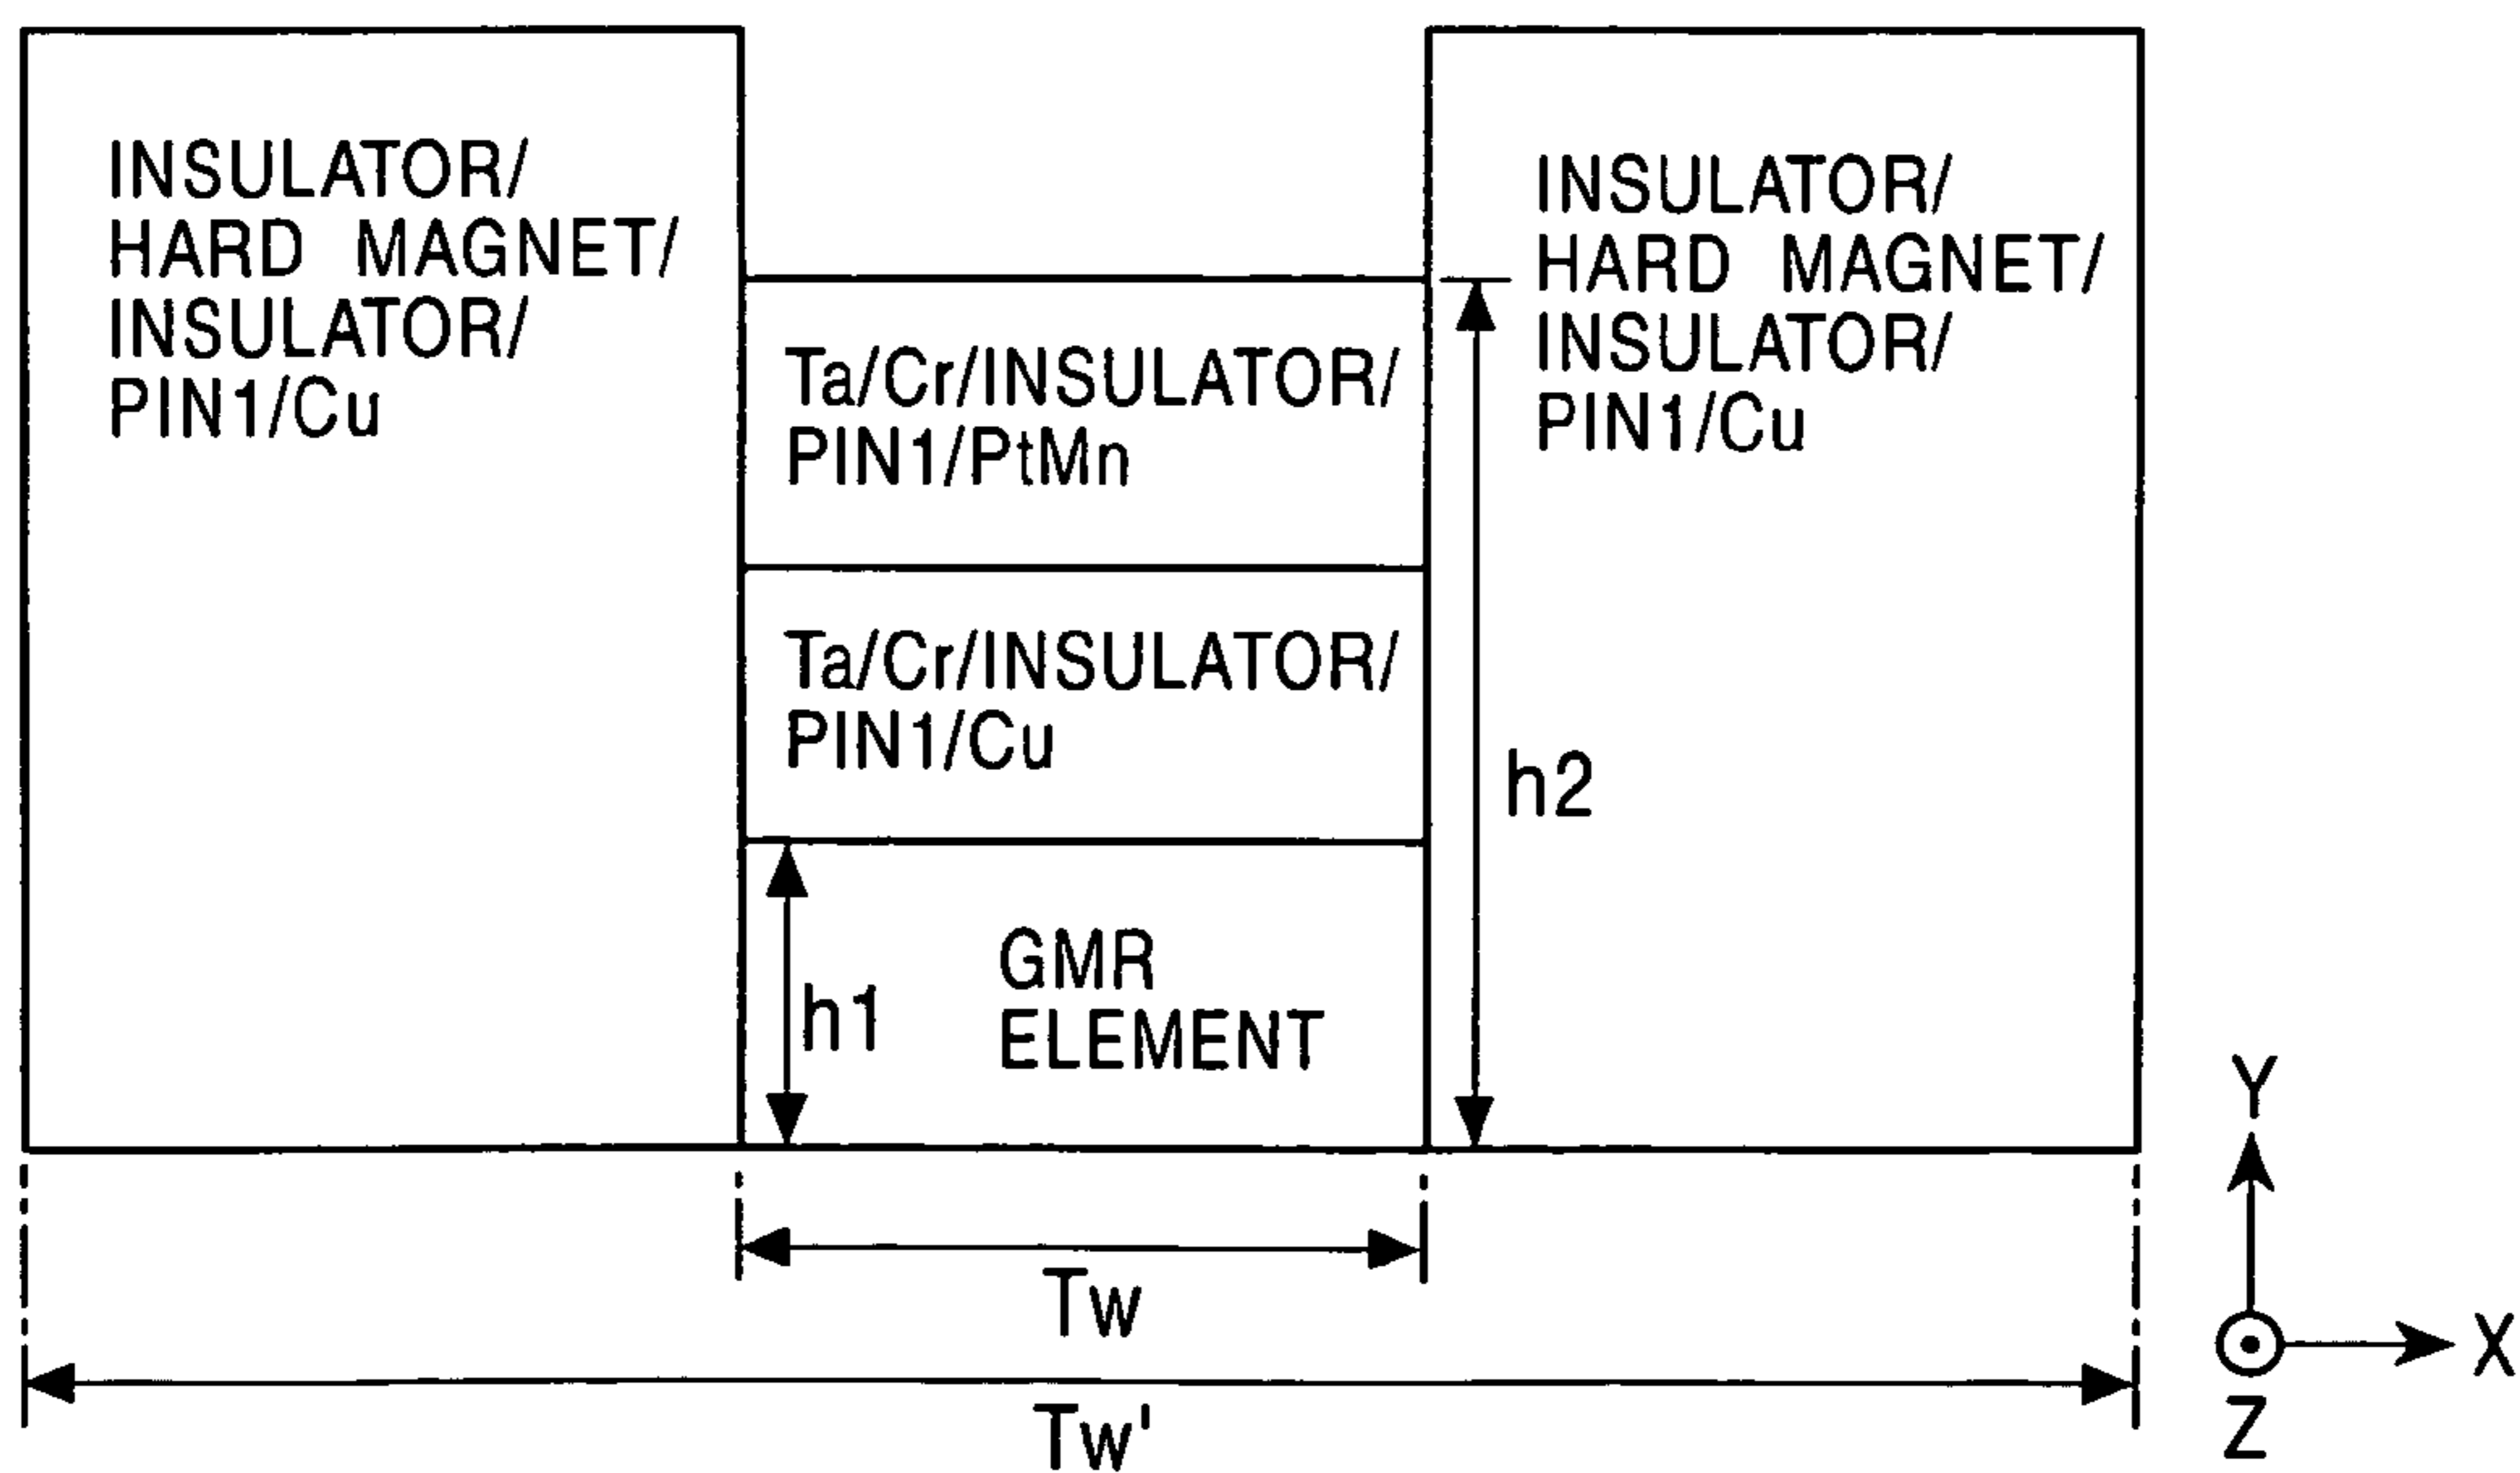 INSULATOR/
HARD MAGNET/
INSULATOR/
PIN1/Cu
Ta/Cr/INSULATOR/
PIN1/PtMn
Ta/Cr/INSULATOR/
PIN1/Cu
h1
GMR
ELEMENT
h2
INSULATOR/
HARD MAGNET/
INSULATOR/
PIN1/Cu
Tw
Tw'
Y
X
Z